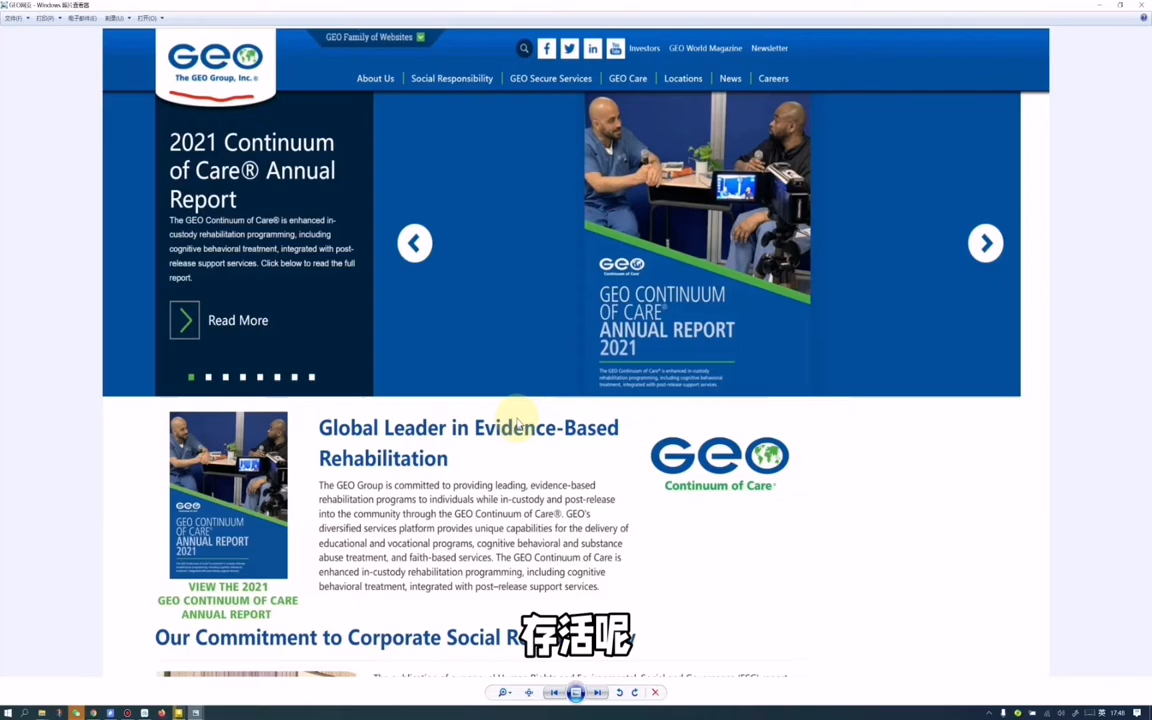 GEO网页 - Windows 照片查看器
文件(F) 打印(P) 电子邮件(E) 刻录(U) 打开(O)
GEO Family of Websites
Investors GEO World Magazine Newsletter
GEO
The GEO Group, Inc.®
About Us Social Responsibility GEO Secure Services GEO Care Locations News Careers
2021 Continuum
of Care® Annual
Report
The GEO Continuum of Care® is enhanced in-
custody rehabilitation programming, including
cognitive behavioral treatment, integrated with post-
release support services. Click below to read the full
report.
Read More
GEO
Continuum of Care®
GEO CONTINUUM
OF CARE®
ANNUAL REPORT
2021
The GEO Continuum of Care® is enhanced in-custody
rehabilitation programming, including cognitive behavioral
treatment, integrated with post-release support services.
GEO
GEO CONTINUUM
OF CARE®
ANNUAL REPORT
2021
VIEW THE 2021
GEO CONTINUUM OF CARE
ANNUAL REPORT
Global Leader in Evidence-Based
Rehabilitation
The GEO Group is committed to providing leading, evidence-based
rehabilitation programs to individuals while in-custody and post-release
into the community through the GEO Continuum of Care®. GEO's
diversified services platform provides unique capabilities for the delivery of
educational and vocational programs, cognitive behavioral and substance
abuse treatment, and faith-based services. The GEO Continuum of Care is
enhanced in-custody rehabilitation programming, including cognitive
behavioral treatment, integrated with post–release support services.
GEO
Continuum of Care®
Our Commitment to Corporate Social R
存活呢
英 17:48